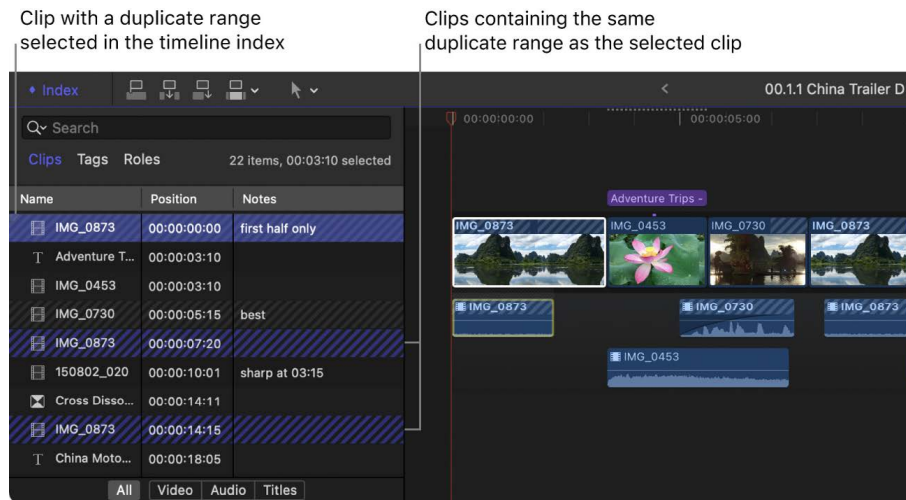 Clip with a duplicate range
selected in the timeline index
Clips containing the same
duplicate range as the selected clip
Index
00.1.1 China Trailer D
Search
Clips Tags Roles 22 items, 00:03:10 selected
00:00:00:00 00:00:05:00
Name Position Notes
IMG_0873 00:00:00:00 first half only
Adventure T... 00:00:03:10
IMG_0453 00:00:03:10
IMG_0730 00:00:05:15 best
IMG_0873 00:00:07:20
150802_020 00:00:10:01 sharp at 03:15
Cross Disso... 00:00:14:11
IMG_0873 00:00:14:15
China Moto... 00:00:18:05
All Video Audio Titles
Adventure Trips -
IMG_0873 IMG_0453 IMG_0730 IMG_0873
IMG_0873 IMG_0730 IMG_0873
IMG_0453